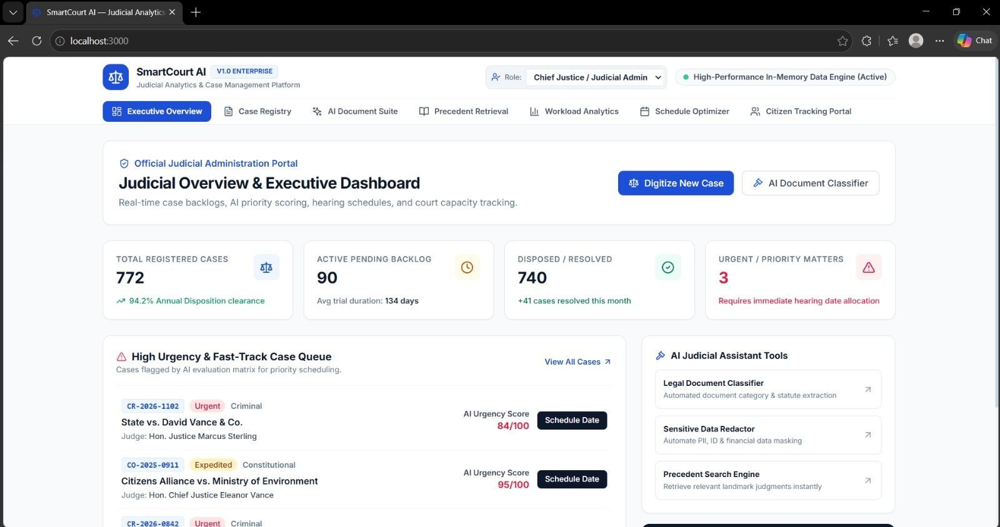 SmartCourt AI — Judicial Analytics
localhost:3000
Chat
SmartCourt AI V1.0 ENTERPRISE
Judicial Analytics & Case Management Platform
Role: Chief Justice / Judicial Admin
High-Performance In-Memory Data Engine (Active)
Executive Overview
Case Registry
AI Document Suite
Precedent Retrieval
Workload Analytics
Schedule Optimizer
Citizen Tracking Portal
Official Judicial Administration Portal
Judicial Overview & Executive Dashboard
Real-time case backlogs, AI priority scoring, hearing schedules, and court capacity tracking.
Digitize New Case
AI Document Classifier
TOTAL REGISTERED CASES
772
94.2% Annual Disposition clearance
ACTIVE PENDING BACKLOG
90
Avg trial duration: 134 days
DISPOSED / RESOLVED
740
+41 cases resolved this month
URGENT / PRIORITY MATTERS
3
Requires immediate hearing date allocation
High Urgency & Fast-Track Case Queue
Cases flagged by AI evaluation matrix for priority scheduling.
View All Cases
CR-2026-1102 Urgent Criminal
State vs. David Vance & Co.
Judge: Hon. Justice Marcus Sterling
AI Urgency Score
84/100
Schedule Date
CO-2025-0911 Expedited Constitutional
Citizens Alliance vs. Ministry of Environment
Judge: Hon. Chief Justice Eleanor Vance
AI Urgency Score
95/100
Schedule Date
CR-2026-0842 Urgent Criminal
AI Judicial Assistant Tools
Legal Document Classifier
Automated document category & statute extraction
Sensitive Data Redactor
Automate PII, ID & financial data masking
Precedent Search Engine
Retrieve relevant landmark judgments instantly